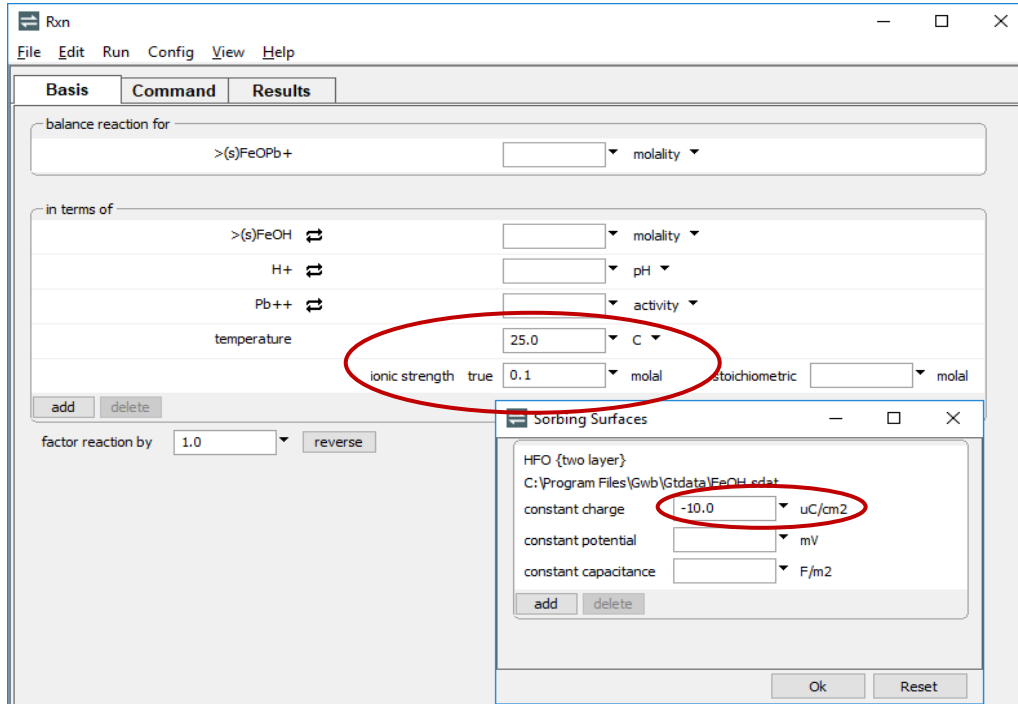 Rxn
File Edit Run Config View Help
Basis Command Results
balance reaction for
>(s)FeOPb+ molality
in terms of
>(s)FeOH molality
H+ pH
Pb++ activity
temperature 25.0 C
ionic strength true 0.1 molal stoichiometric molal
add delete
factor reaction by 1.0 reverse
Sorbing Surfaces
HFO {two layer}
C:\Program Files\Gwb\Gtdata\FeOH.sdat
constant charge -10.0 uC/cm2
constant potential mV
constant capacitance F/m2
add delete
Ok Reset